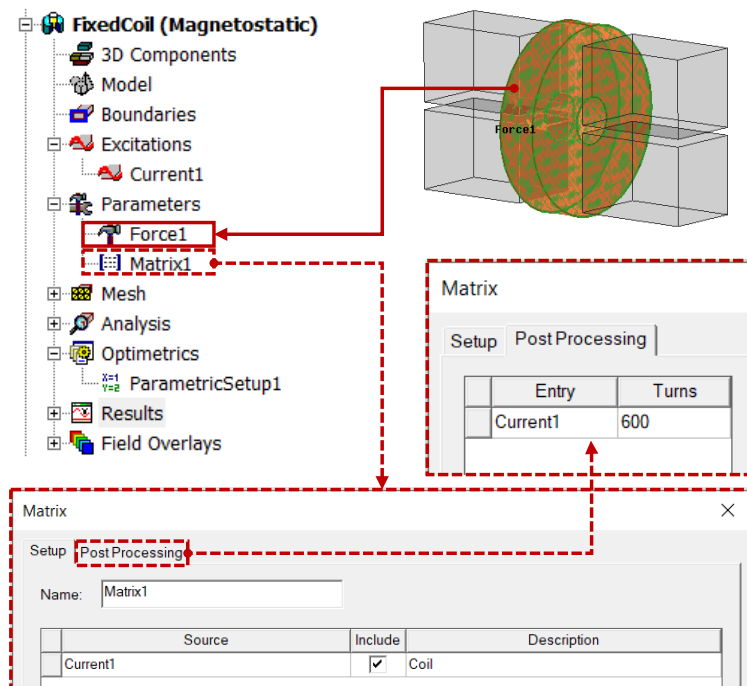 FixedCoil (Magnetostatic)
3D Components
Model
Boundaries
Excitations
Current1
Parameters
Force1
Matrix1
Mesh
Analysis
Optimetrics
X=1
Y=2
ParametricSetup1
Results
Field Overlays
Force1
Matrix
Setup Post Processing
Entry Turns
Current1 600
Matrix
Setup Post Processing
Name: Matrix1
Source Include Description
Current1 Coil